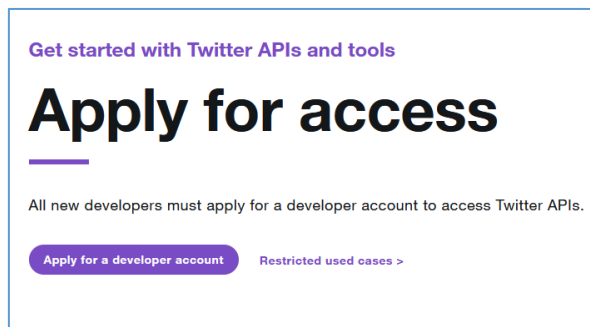 Get started with Twitter APIs and tools
Apply for access
All new developers must apply for a developer account to access Twitter APIs.
Apply for a developer account
Restricted used cases >